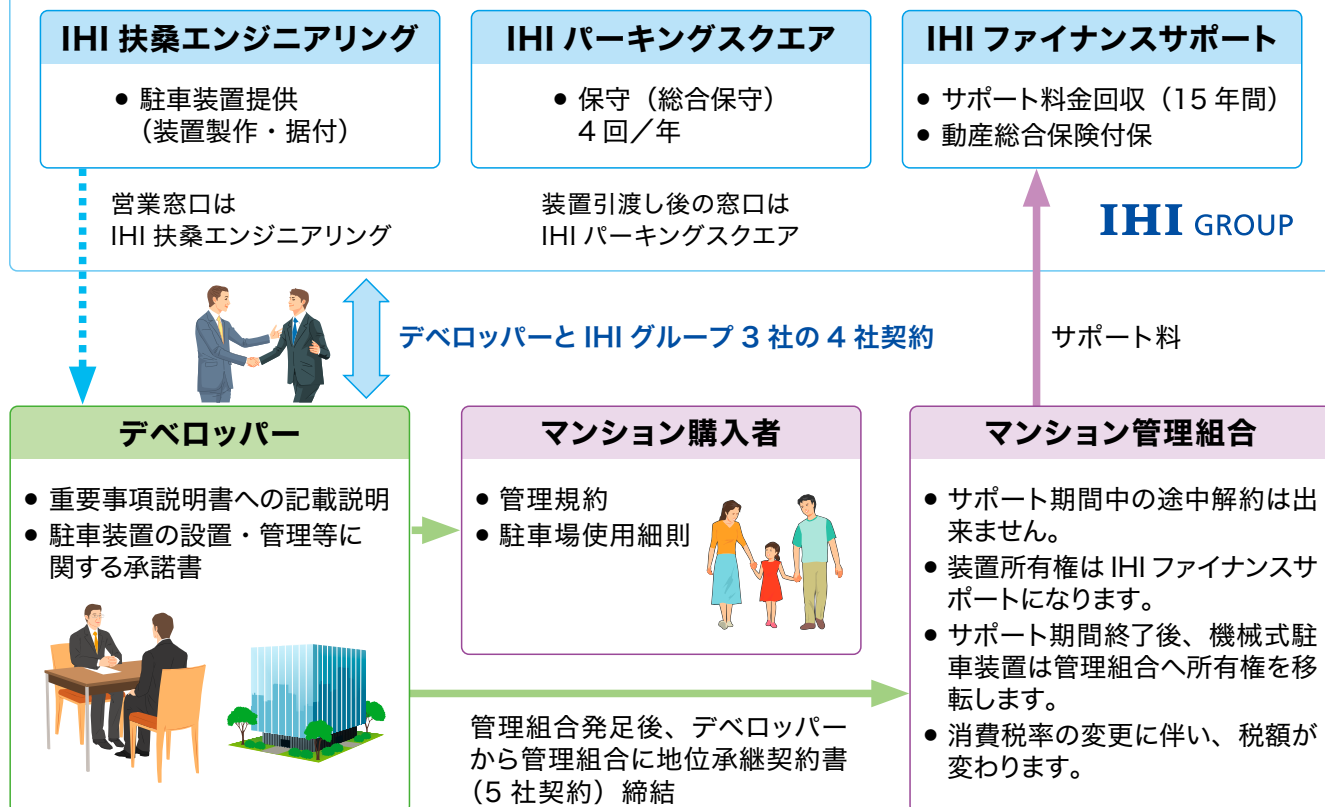 IHI 扶桑エンジニアリング
● 駐車装置提供
（装置製作・据付）
IHI パーキングスクエア
● 保守（総合保守）
4 回／年
IHI ファイナンスサポート
● サポート料金回収（15 年間）
● 動産総合保険付保
営業窓口は
IHI 扶桑エンジニアリング
装置引渡し後の窓口は
IHI パーキングスクエア
IHI GROUP
デベロッパーと IHI グループ 3 社の 4 社契約
サポート料
デベロッパー
● 重要事項説明書への記載説明
● 駐車装置の設置・管理等に
関する承諾書
マンション購入者
● 管理規約
● 駐車場使用細則
マンション管理組合
● サポート期間中の途中解約は出
来ません。
● 装置所有権は IHI ファイナンスサ
ポートになります。
● サポート期間終了後、機械式駐
車装置は管理組合へ所有権を移
転します。
● 消費税率の変更に伴い、税額が
変わります。
管理組合発足後、デベロッパー
から管理組合に地位承継契約書
（5 社契約）締結